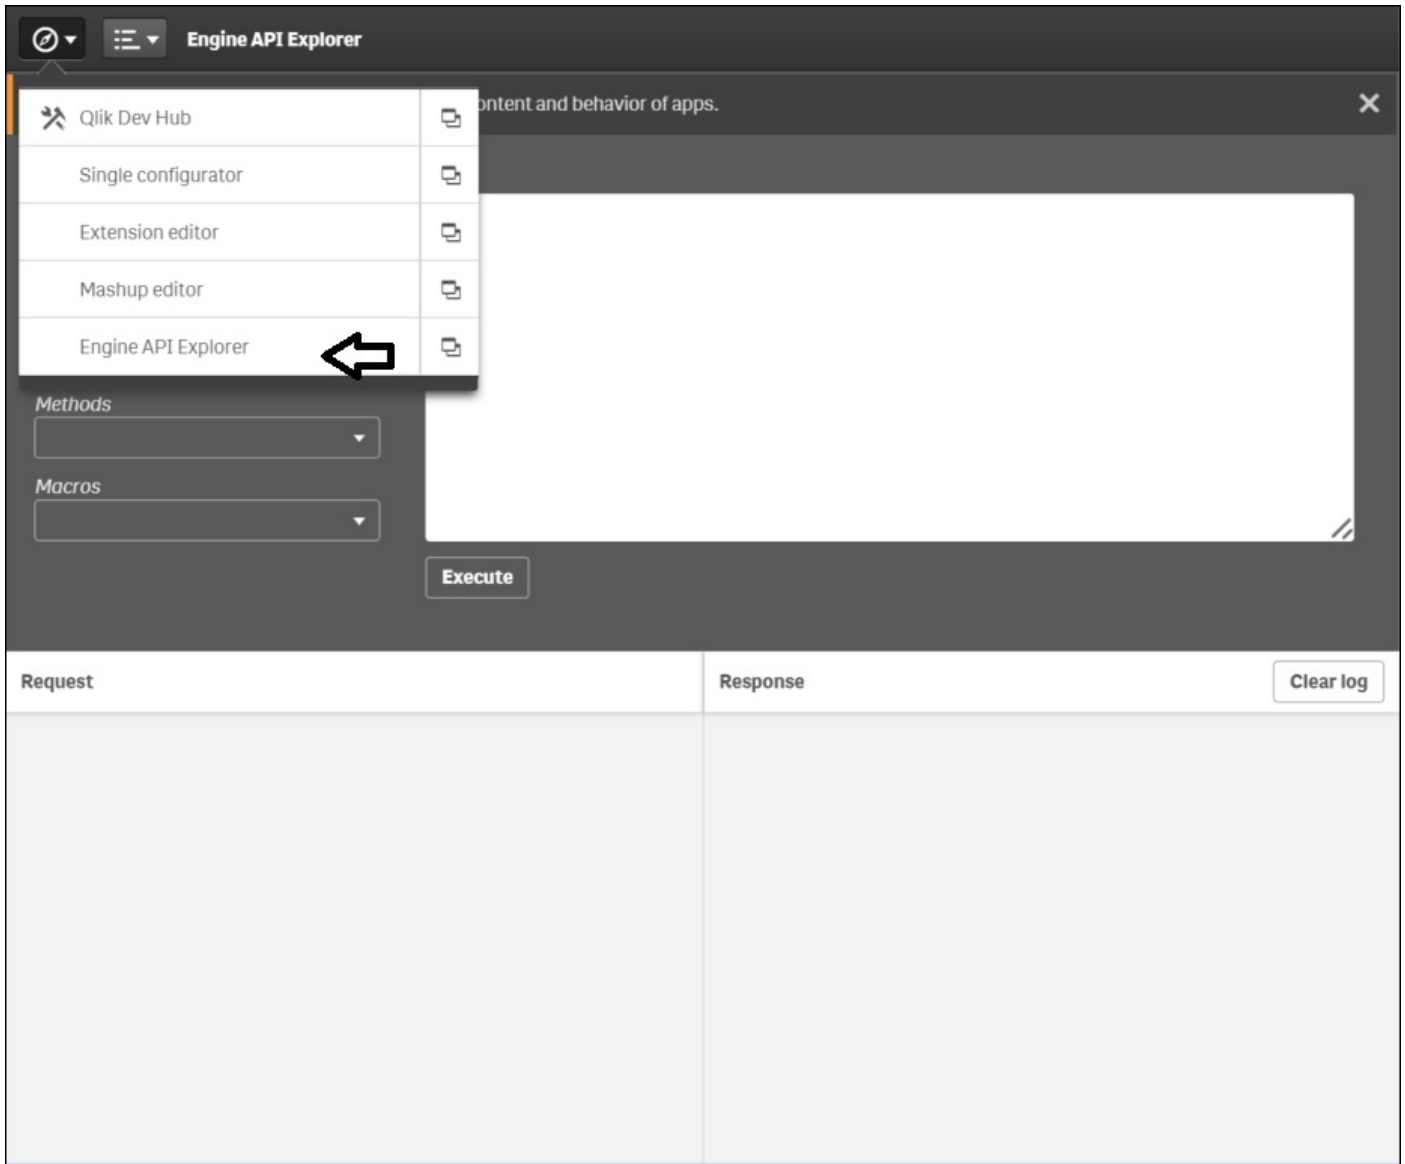 Engine API Explorer
Qlik Dev Hub
content and behavior of apps.
Single configurator
Extension editor
Mashup editor
Engine API Explorer
Methods
Macros
Execute
Request
Response
Clear log